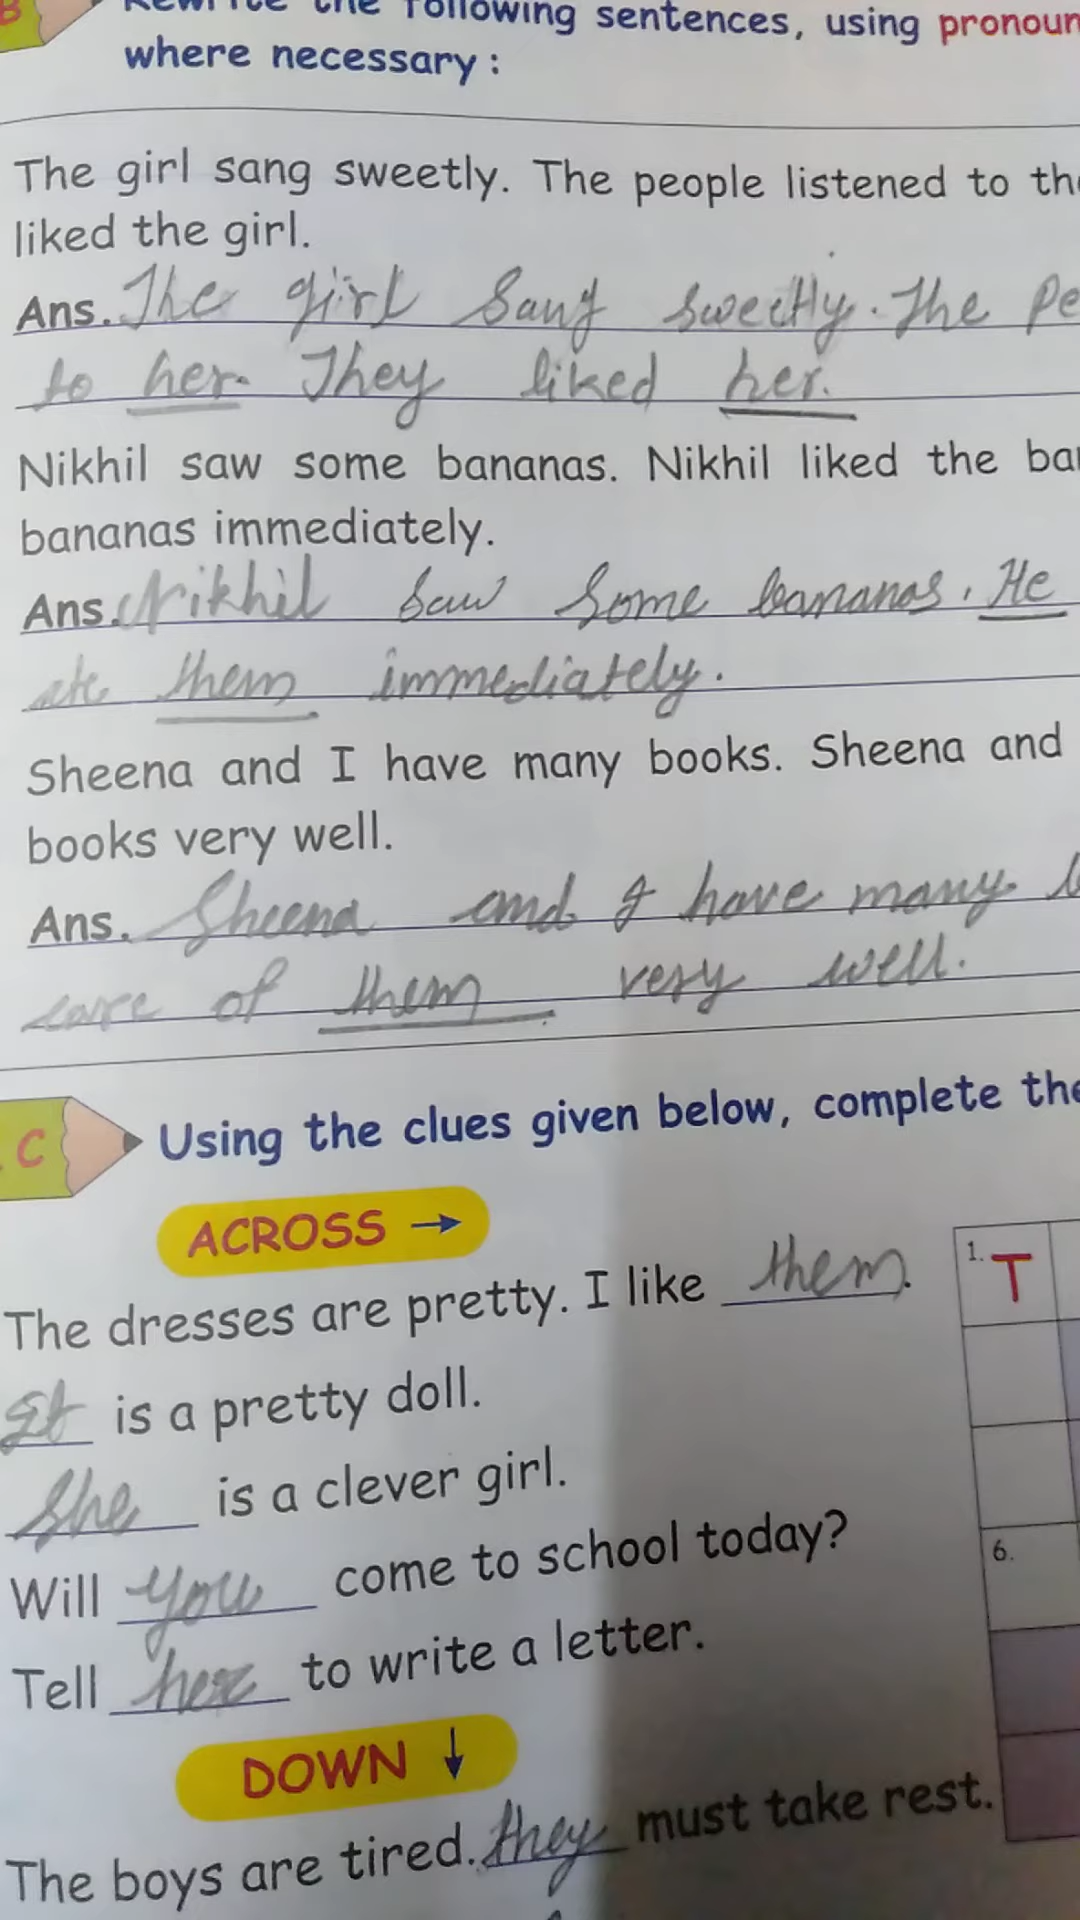 B
Rewrite the following sentences, using pronoun
where necessary :
The girl sang sweetly. The people listened to the
liked the girl.
Ans. The girl sang sweetly. The pe
to her. They liked her.
Nikhil saw some bananas. Nikhil liked the ba
bananas immediately.
Ans. Nikhil saw some bananas. He
ate them immediately.
Sheena and I have many books. Sheena and
books very well.
Ans. Sheena and I have many b
care of them very well.
C
Using the clues given below, complete the
ACROSS →
The dresses are pretty. I like them.
1. T
It is a pretty doll.
She is a clever girl.
Will you come to school today?
6.
Tell her to write a letter.
DOWN ↓
The boys are tired. they must take rest.